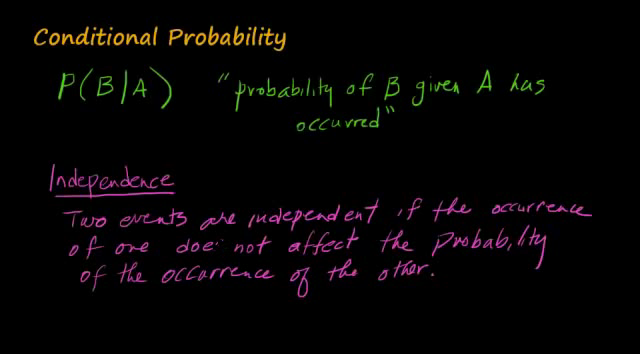 Conditional Probability
P(B/A) "probability of B given A has
occurred"
Independence
Two events are independent if the occurrence
of one does not affect the probability
of the occurrence of the other.